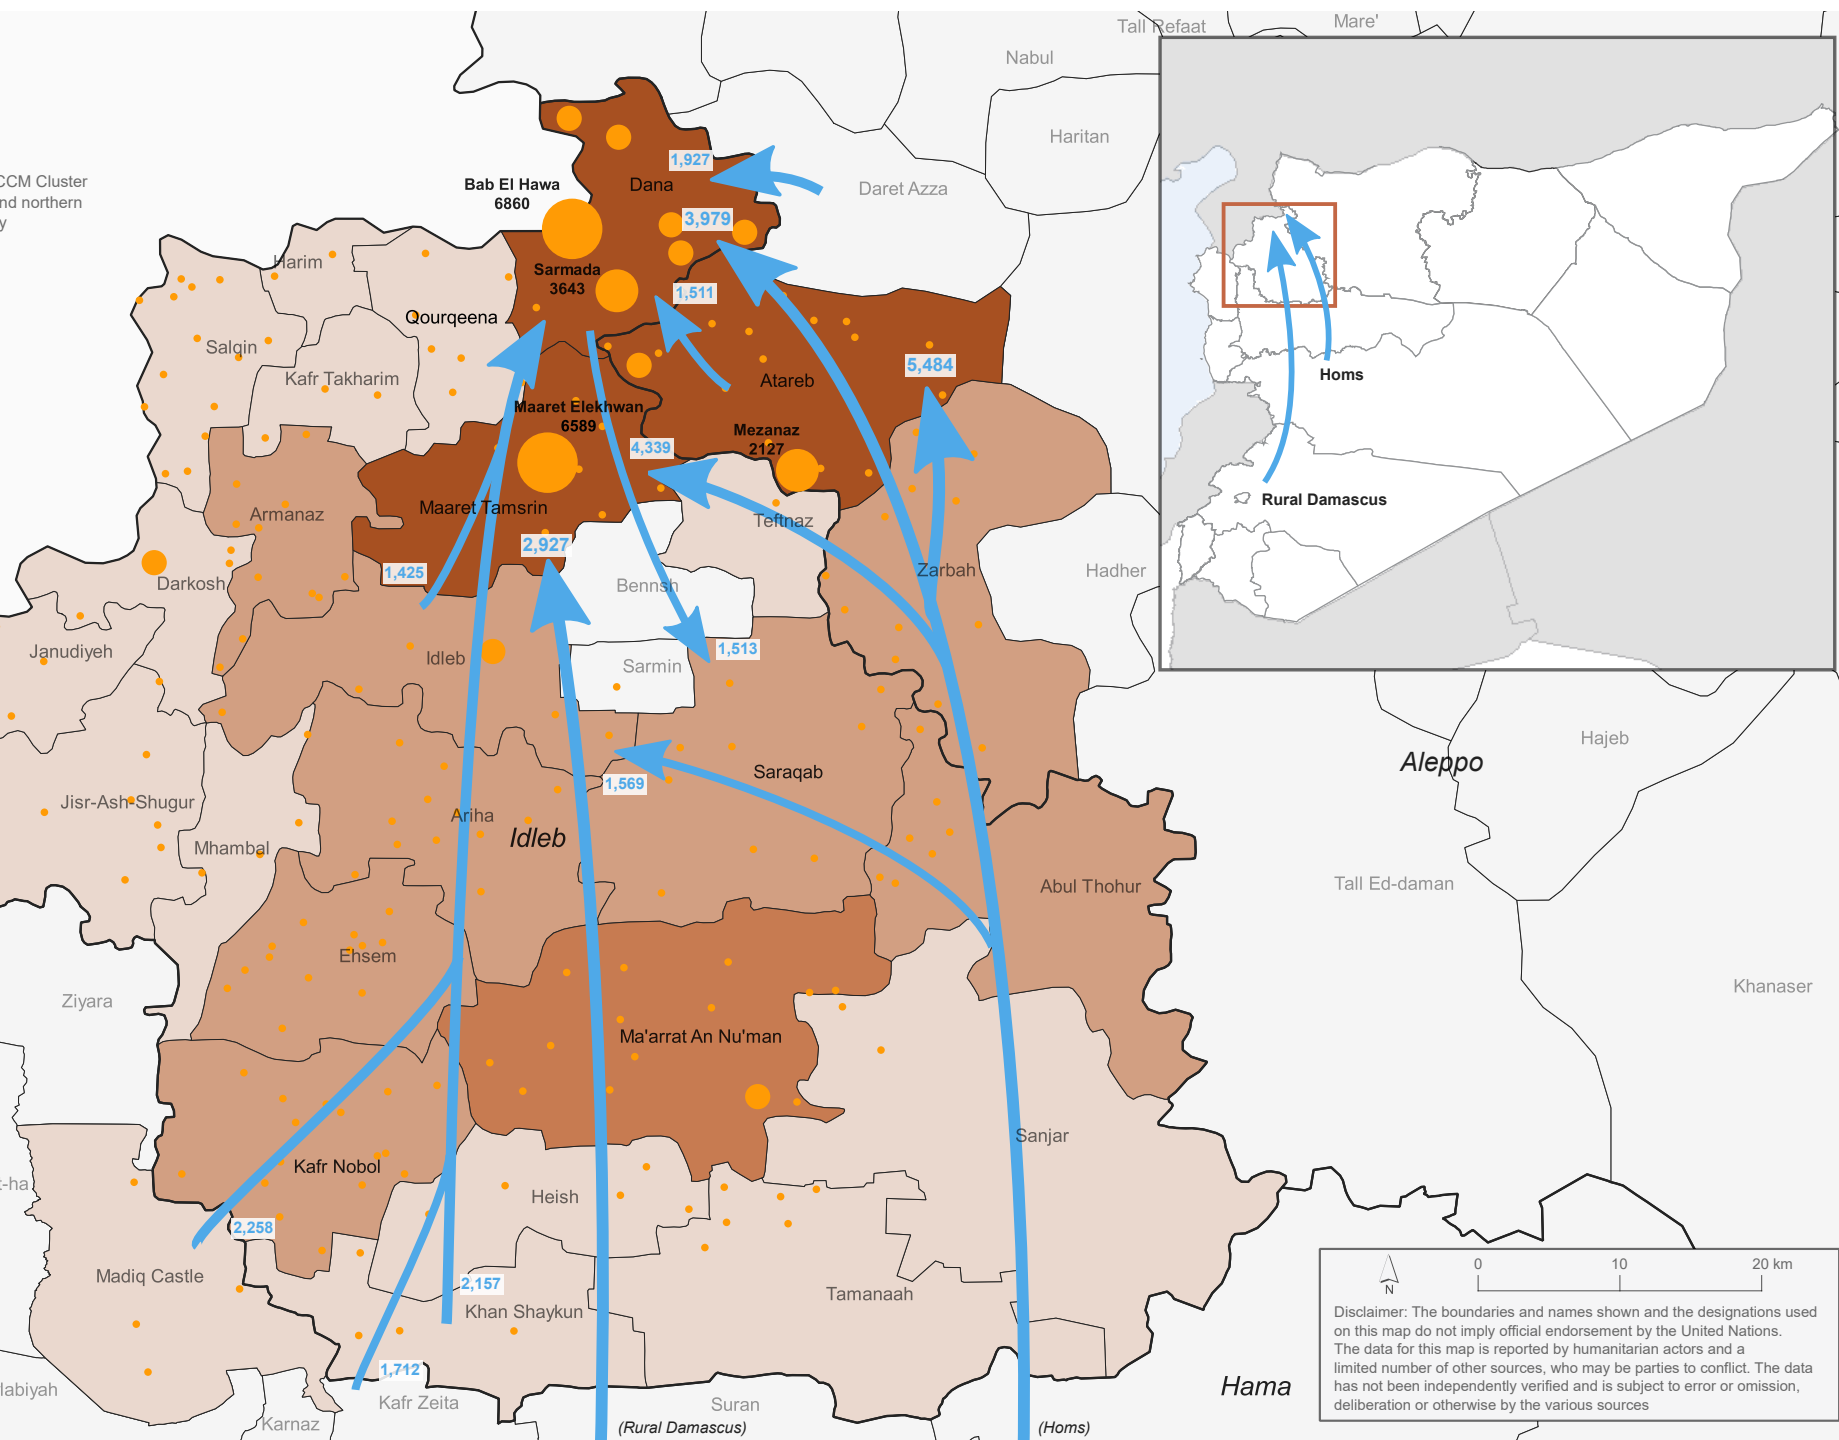 Tall Refaat
Mare'
Nabul
Haritan
CCM Cluster
nd northern
y
1,927
Dana
Daret Azza
Bab El Hawa
6860
3,979
Harim
Sarmada
3643
1,511
Qourqeena
Salqin
Kafr Takharim
Atareb
5,484
Maaret Elekhwan
6589
Mezanaz
2127
4,339
Maaret Tamsrin
Armanaz
Teftnaz
2,927
1,425
Darkosh
Bennsh
Zarbah
Hadher
Janudiyeh
Idleb
Sarmin
1,513
Homs
Rural Damascus
Saraqab
1,569
Jisr-Ash-Shugur
Ariha
Idleb
Mhambal
Aleppo
Hajeb
Abul Thohur
Tall Ed-daman
Ehsem
Ziyara
Khanaser
Ma'arrat An Nu'man
Sanjar
Kafr Nobol
t-ha
Heish
2,258
Madiq Castle
2,157
Khan Shaykun
Tamanaah
1,712
Kafr Zeita
Karnaz
labiyah
Suran
Hama
(Rural Damascus)
(Homs)
N
0 10 20 km
Disclaimer: The boundaries and names shown and the designations used
on this map do not imply official endorsement by the United Nations.
The data for this map is reported by humanitarian actors and a
limited number of other sources, who may be parties to conflict. The data
has not been independently verified and is subject to error or omission,
deliberation or otherwise by the various sources